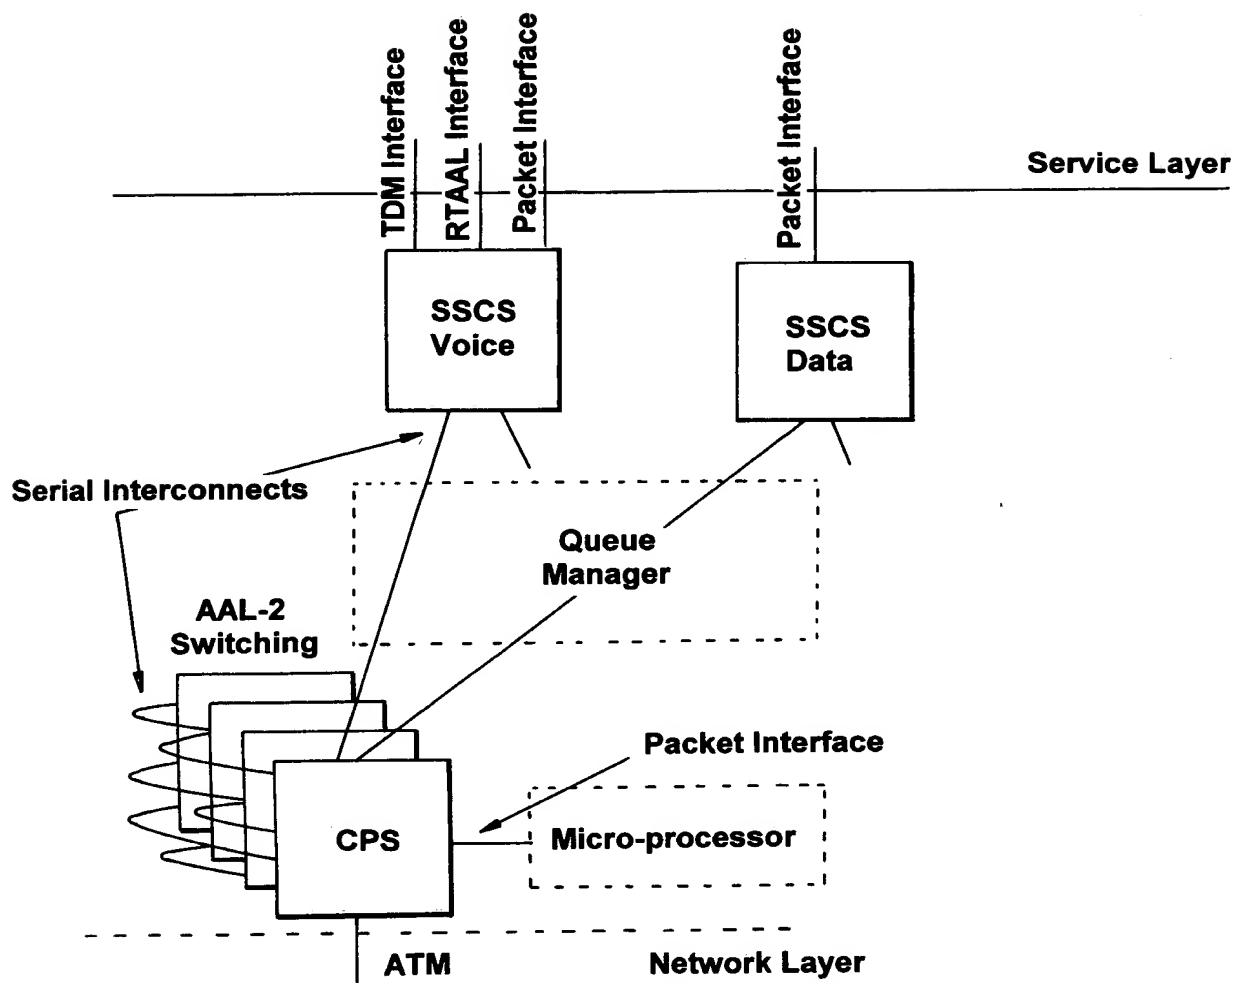 TDM Interface
RTAAL Interface
Packet Interface
Packet Interface
Service Layer
SSCS
Voice
SSCS
Data
Serial Interconnects
Queue
Manager
AAL-2
Switching
Packet Interface
CPS
Micro-processor
ATM
Network Layer